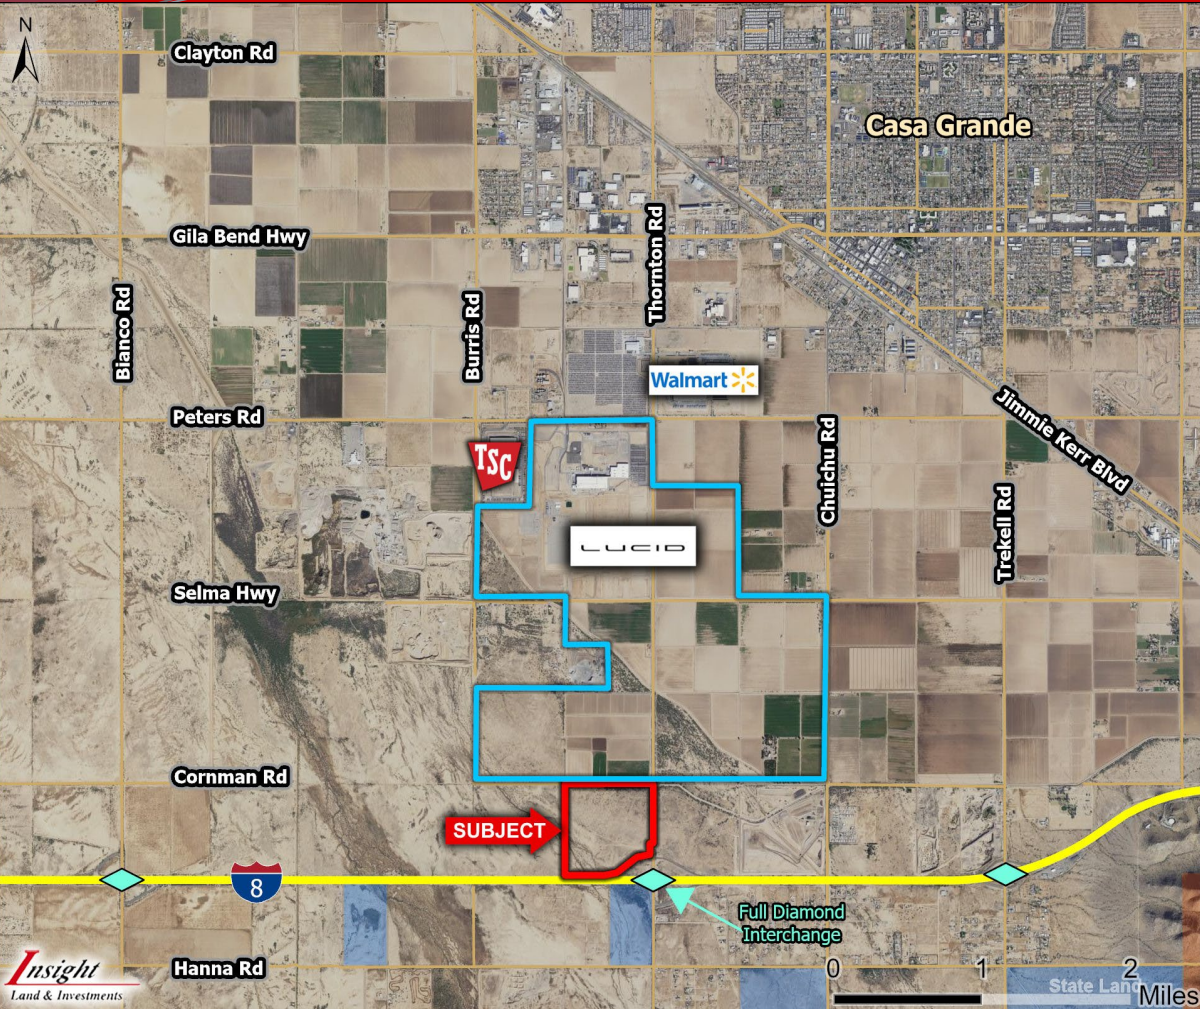 N
Clayton Rd
Casa Grande
Thornton Rd
Gila Bend Hwy
Bianco Rd
Burris Rd
Walmart
Jimmie Kerr Blvd
Peters Rd
Chuichu Rd
TSC
Trekell Rd
LUCID
Selma Hwy
Cornman Rd
SUBJECT
8
Full Diamond
Interchange
Insight
Land & Investments
Hanna Rd
0 1 2
State Land
Miles